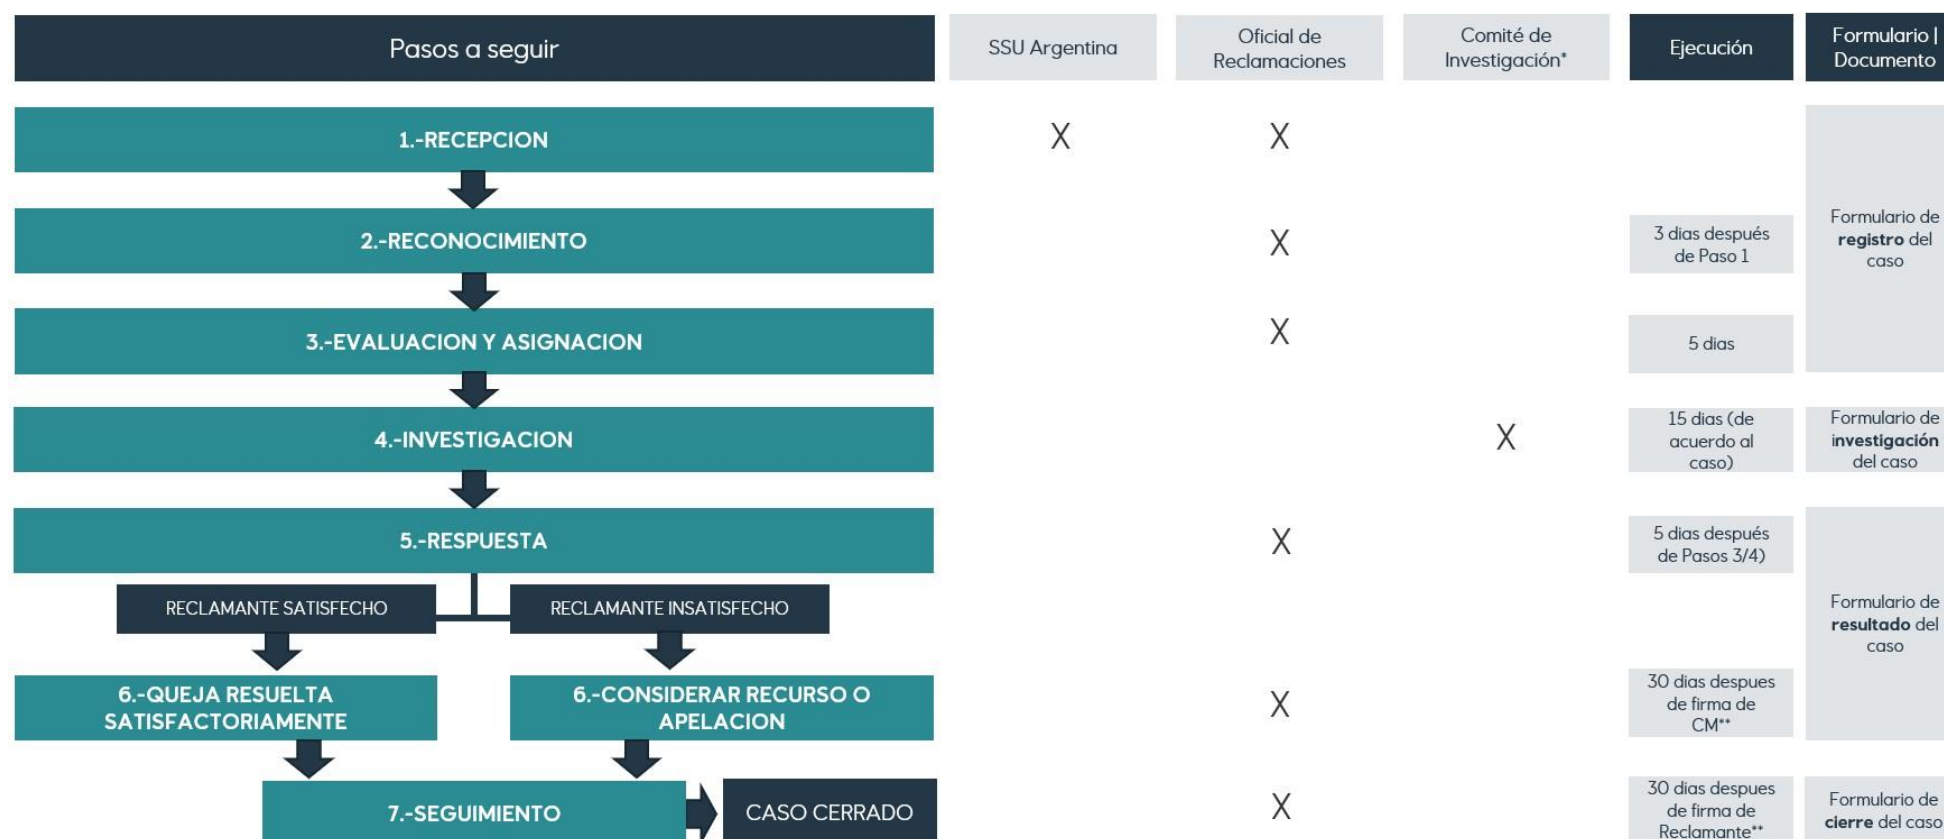 Pasos a seguir
SSU Argentina
Oficial de
Reclamaciones
Comité de
Investigación*
Ejecución
Formulario |
Documento
1.-RECEPCION
X
X
2.-RECONOCIMIENTO
X
3 dias después
de Paso 1
Formulario de
registro del
caso
3.-EVALUACION Y ASIGNACION
X
5 dias
4.-INVESTIGACION
X
15 dias (de
acuerdo al
caso)
Formulario de
investigación
del caso
5.-RESPUESTA
X
5 dias después
de Pasos 3/4)
RECLAMANTE SATISFECHO
RECLAMANTE INSATISFECHO
Formulario de
resultado del
caso
6.-QUEJA RESUELTA
SATISFACTORIAMENTE
6.-CONSIDERAR RECURSO O
APELACION
X
30 dias despues
de firma de
CM**
7.-SEGUIMIENTO
CASO CERRADO
X
30 dias despues
de firma de
Reclamante**
Formulario de
cierre del caso